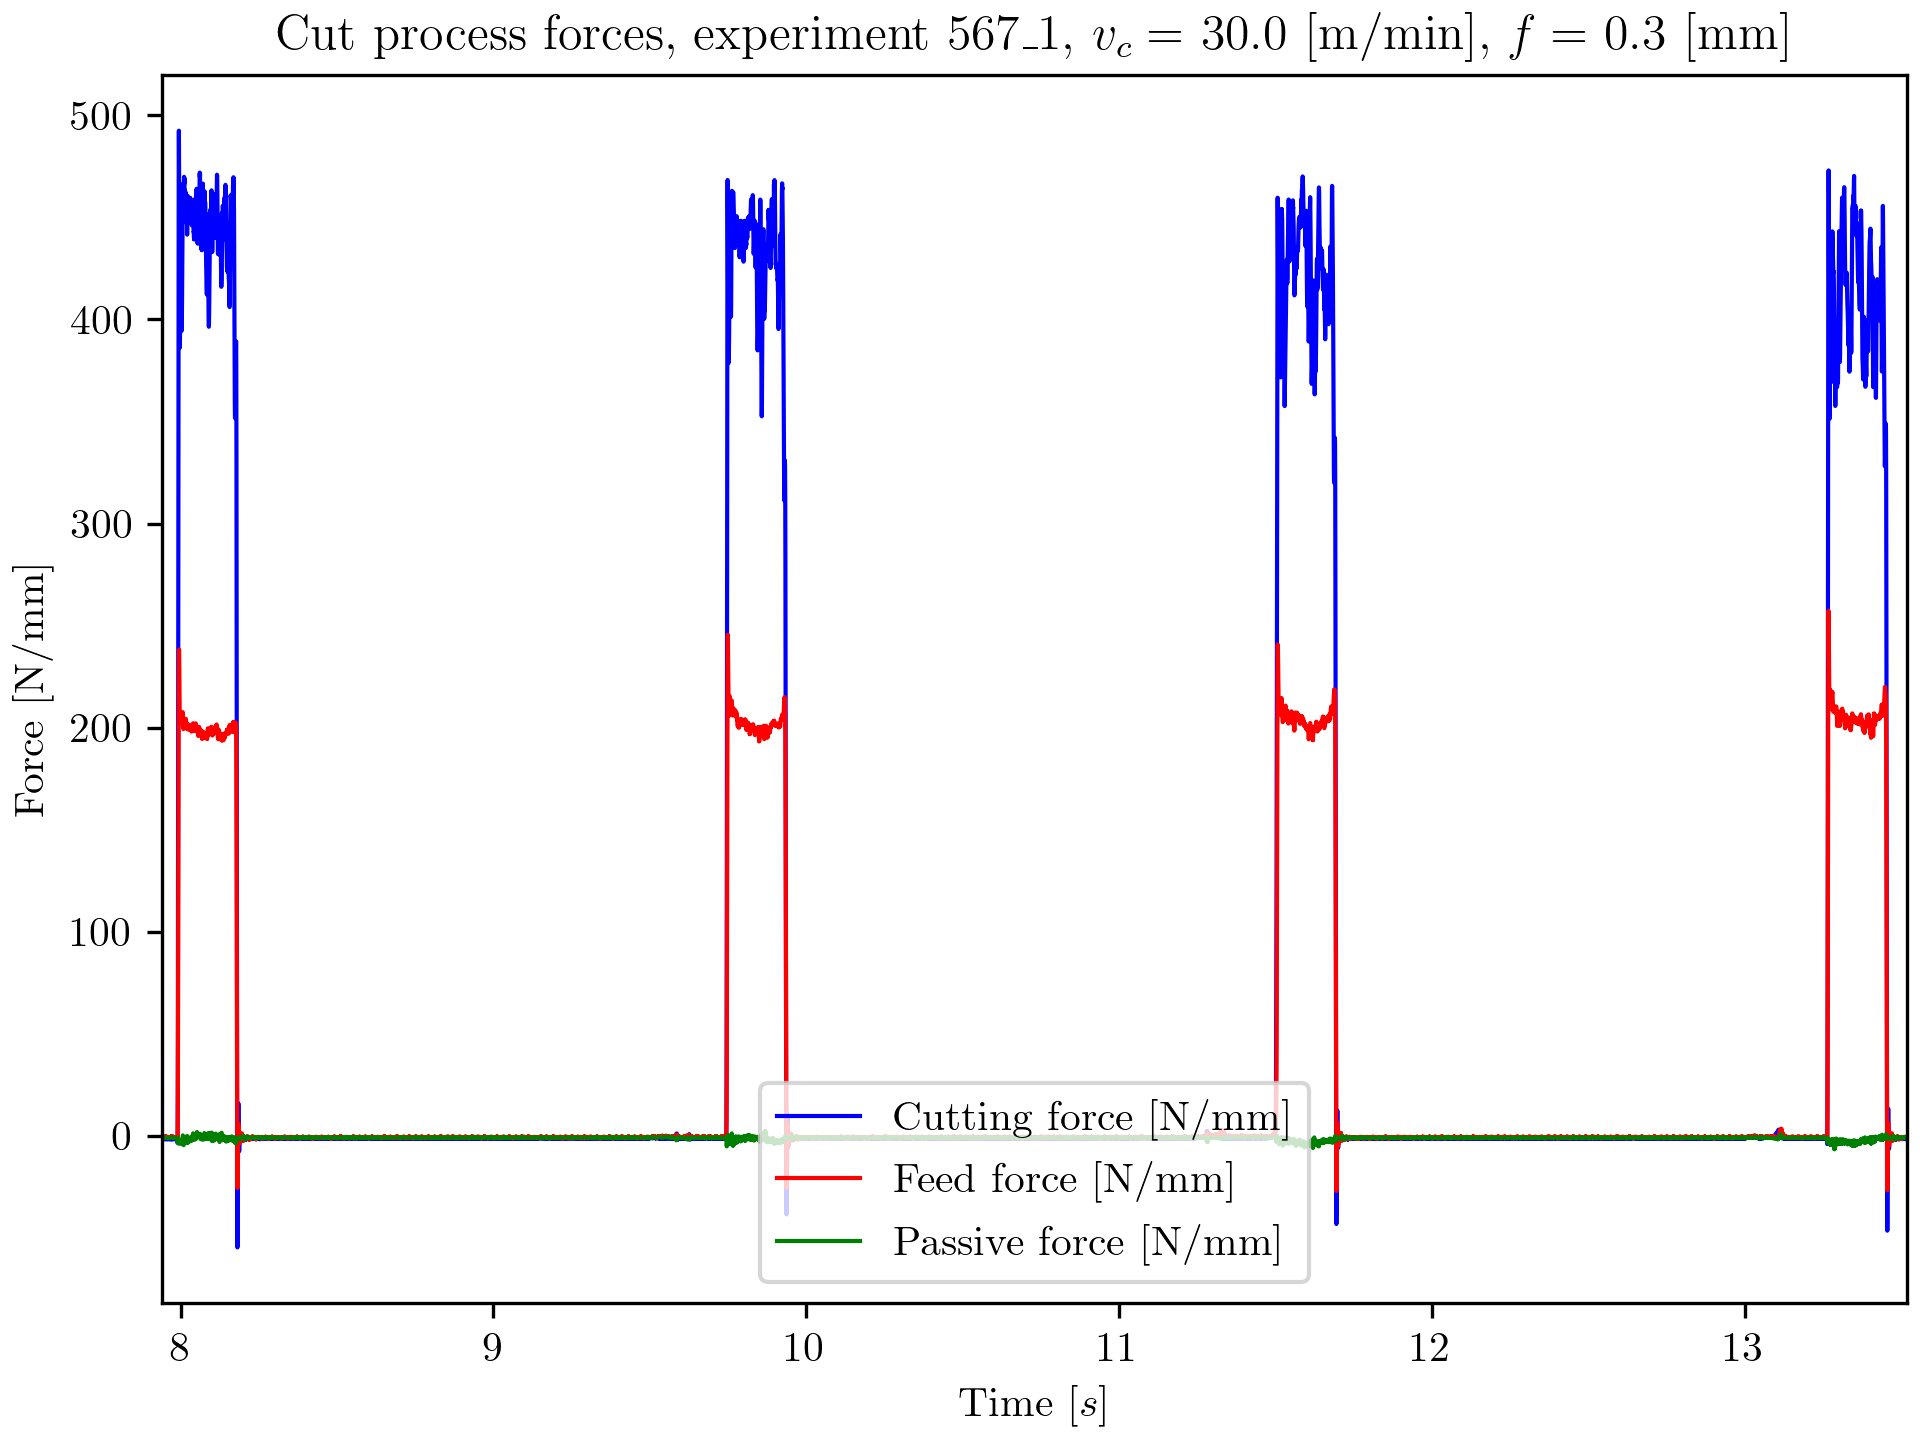 Cut process forces, experiment 567_1, v_c = 30.0 [m/min], f = 0.3 [mm]
500
400
300
200
100
0
Force [N/mm]
Cutting force [N/mm]
Feed force [N/mm]
Passive force [N/mm]
8 9 10 11 12 13
Time [s]